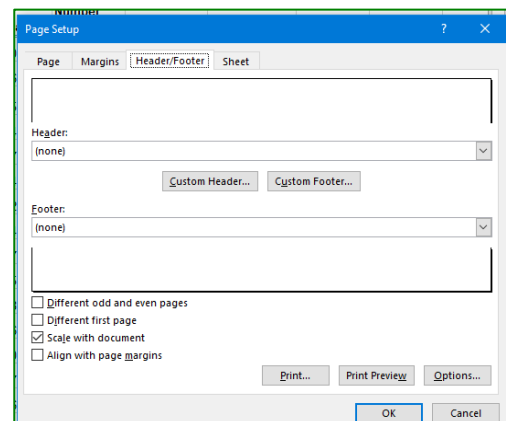 Number
Page Setup ? ×
Page Margins Header/Footer Sheet
Header:
(none)
Custom Header... Custom Footer...
Footer:
(none)
Different odd and even pages
Different first page
Scale with document
Align with page margins
Print... Print Preview Options...
OK Cancel